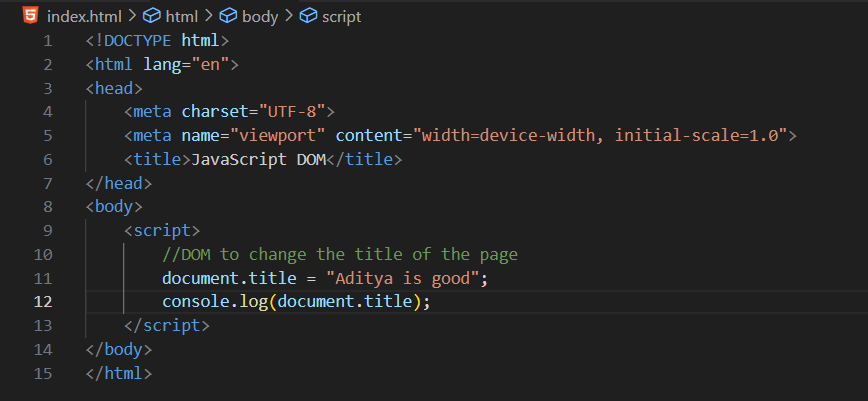 index.html > html > body > script
1 <!DOCTYPE html>
2 <html lang="en">
3 <head>
4     <meta charset="UTF-8">
5     <meta name="viewport" content="width=device-width, initial-scale=1.0">
6     <title>JavaScript DOM</title>
7 </head>
8 <body>
9     <script>
10         //DOM to change the title of the page
11         document.title = "Aditya is good";
12         console.log(document.title);
13     </script>
14 </body>
15 </html>